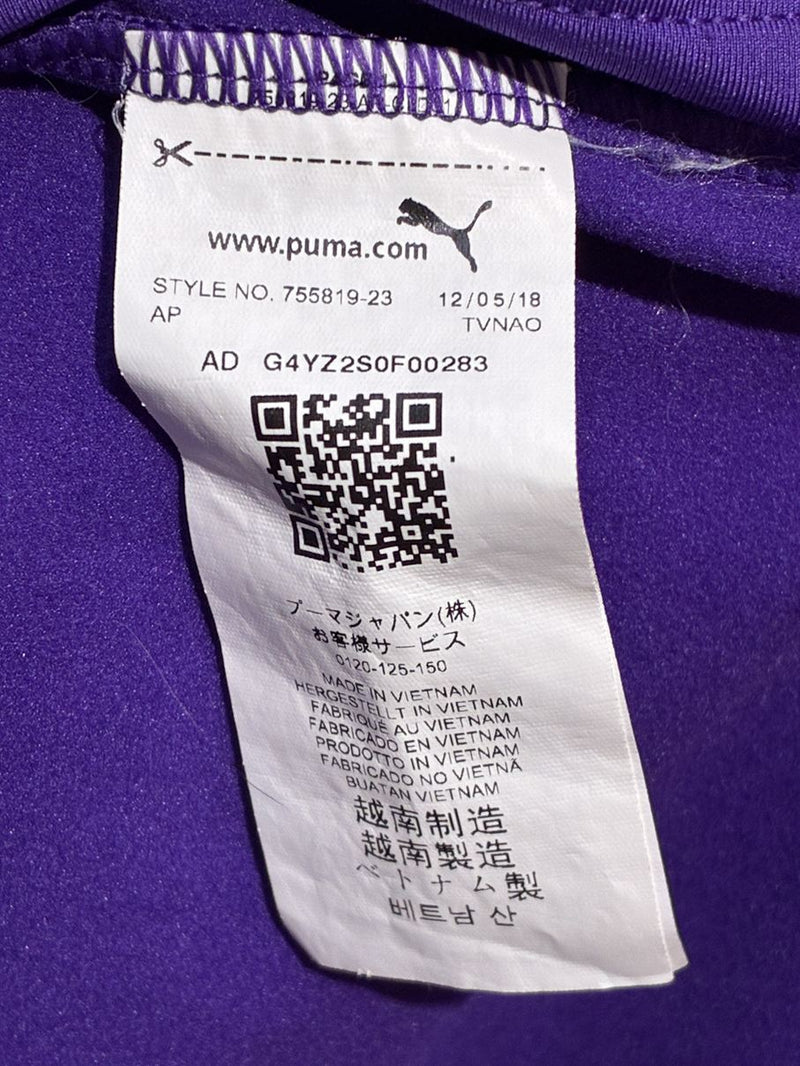 www.puma.com
STYLE NO. 755819-23 12/05/18
AP TVNAO
AD G4YZ2S0F00283
プーマジャパン(株)
お客様サービス
0120-125-150
MADE IN VIETNAM
HERGESTELLT IN VIETNAM
FABRIQUÉ AU VIETNAM
FABRICADO EN VIETNAM
PRODOTTO IN VIETNAM
FABRICADO NO VIETNÃ
BUATAN VIETNAM
越南制造
越南製造
ベトナム製
베트남 산